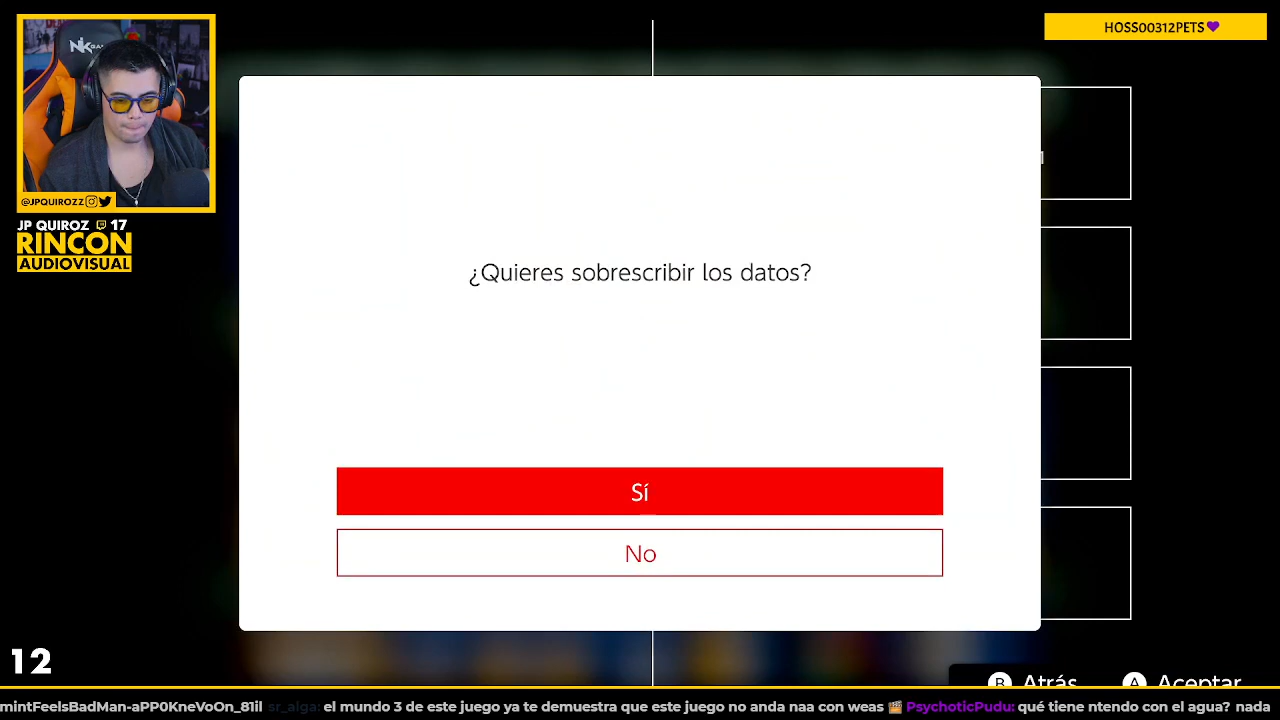 NK
HOSS00312PETS💜
@JPQUIROZZ
JP QUIROZ 17
RINCON
AUDIOVISUAL
¿Quieres sobrescribir los datos?
Sí
No
12
B Atrás A Aceptar
mintFeelsBadMan-aPP0KneVoOn_81il sr_alga: el mundo 3 de este juego ya te demuestra que este juego no anda naa con weas 🎬 PsychoticPudu: qué tiene ntendo con el agua? nada